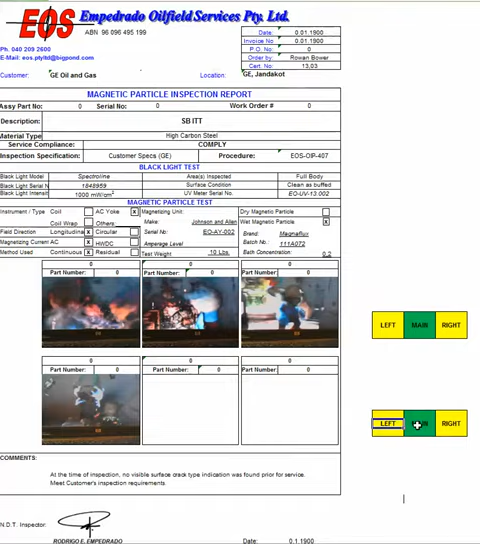 EOS Empedrado Oilfield Services Pty. Ltd.
ABN 96 096 495 199
Ph. 040 209 2600
E-Mail: eos.ptyltd@bigpond.com
Date: 0.01.1900
Invoice No 0.01.1900
P.O. No: 0
Order by: Rowan Bower
Cert. No: 13,03
Customer: GE Oil and Gas Location: GE, Jandakot
MAGNETIC PARTICLE INSPECTION REPORT
Assy Part No: 0 Serial No: 0 Work Order # 0
Description: SB ITT
Material Type High Carbon Steel
Service Compliance: COMPLY
Inspection Specification: Customer Specs (GE) Procedure: EOS-OIP-407
BLACK LIGHT TEST
Black Light Model Spectroline Area(s) Inspected Full Body
Black Light Serial N 1848959 Surface Condition Clean as buffed
Black Light Intensit 1000 mW/cm² UV Meter Serial No. EO-UV-13.002
MAGNETIC PARTICLE TEST
Instrument / Type Coil AC Yoke x Magnetizing Unit: Dry Magnetic Particle
Coil Wrap Others: Make: Johnson and Allen Wet Magnetic Particle x
Field Direction Longitudina x Circular Serial No: EO-AY-002 Brand: Magnaflux
Magnetizing Current AC x HWDC Amperage Level Batch No: 111A072
Method Used Continuous x Residual Test Weight 10 Lbs. Bath Concentration: 0.2
0 0 0
Part Number: 0 Part Number: 0 Part Number: 0
0 0 0
Part Number: 0 Part Number: 0 Part Number: 0
LEFT MAIN RIGHT
LEFT RIGHT
COMMENTS:
At the time of inspection, no visible surface crack type indication was found prior for service.
Meet Customer's inspection requirements.
N.D.T. Inspector:
RODRIGO E. EMPEDRADO Date: 0.1.1900